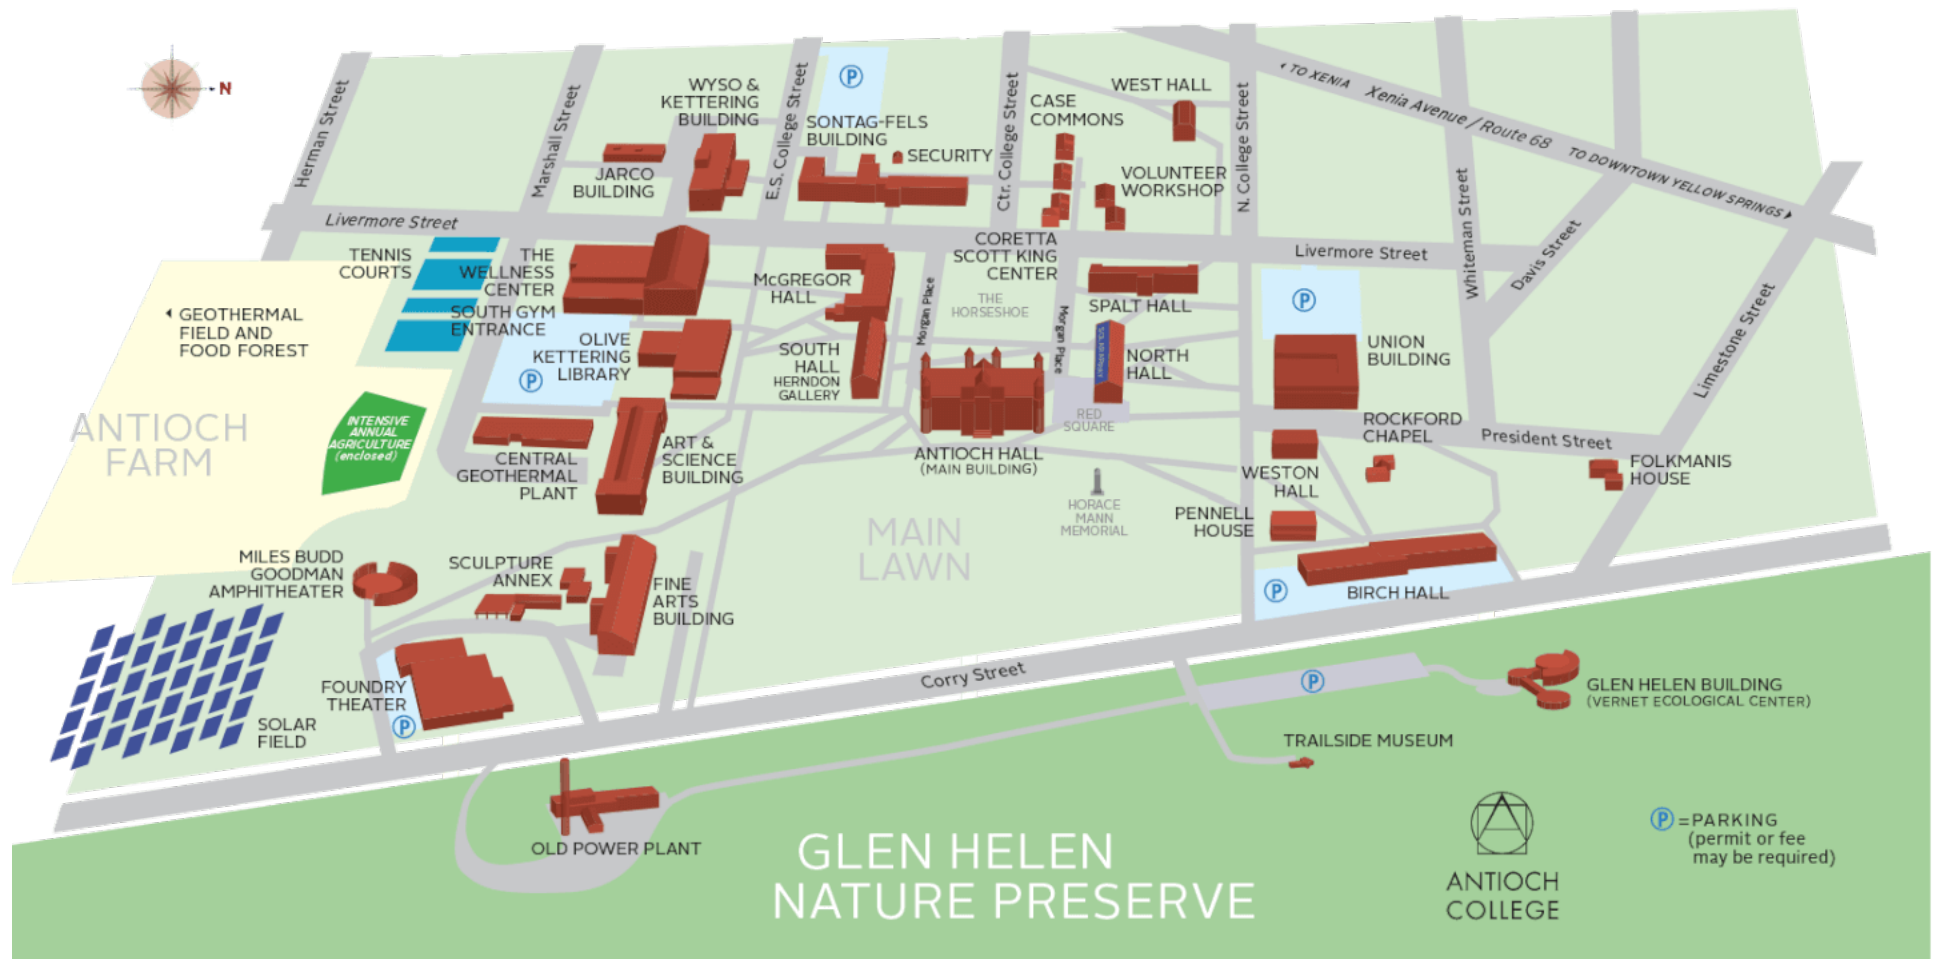 N
Herman Street
Marshall Street
WYSO &
KETTERING
BUILDING
E.S. College Street
P
SONTAG-FELS
BUILDING
SECURITY
Ctr. College Street
CASE
COMMONS
WEST HALL
N. College Street
TO XENIA
Xenia Avenue / Route 68
TO DOWNTOWN YELLOW SPRINGS
JARCO
BUILDING
VOLUNTEER
WORKSHOP
Whiteman Street
Davis Street
Limestone Street
Livermore Street
Livermore Street
TENNIS
COURTS
THE
WELLNESS
CENTER
SOUTH GYM
ENTRANCE
McGREGOR
HALL
CORETTA
SCOTT KING
CENTER
THE
HORSESHOE
SPALT HALL
P
GEOTHERMAL
FIELD AND
FOOD FOREST
OLIVE
KETTERING
LIBRARY
P
SOUTH
HALL
HERNDON
GALLERY
Morgan Place
Morgan Place
NORTH
HALL
UNION
BUILDING
ANTIOCH
FARM
INTENSIVE
ANNUAL
AGRICULTURE
(enclosed)
CENTRAL
GEOTHERMAL
PLANT
ART &
SCIENCE
BUILDING
ANTIOCH HALL
(MAIN BUILDING)
RED
SQUARE
ROCKFORD
CHAPEL
President Street
WESTON
HALL
FOLKMANIS
HOUSE
HORACE
MANN
MEMORIAL
PENNELL
HOUSE
MAIN
LAWN
MILES BUDD
GOODMAN
AMPHITHEATER
SCULPTURE
ANNEX
FINE
ARTS
BUILDING
P
BIRCH HALL
FOUNDRY
THEATER
P
SOLAR
FIELD
Corry Street
P
GLEN HELEN BUILDING
(VERNET ECOLOGICAL CENTER)
TRAILSIDE MUSEUM
OLD POWER PLANT
GLEN HELEN
NATURE PRESERVE
ANTIOCH
COLLEGE
P =PARKING
(permit or fee
may be required)